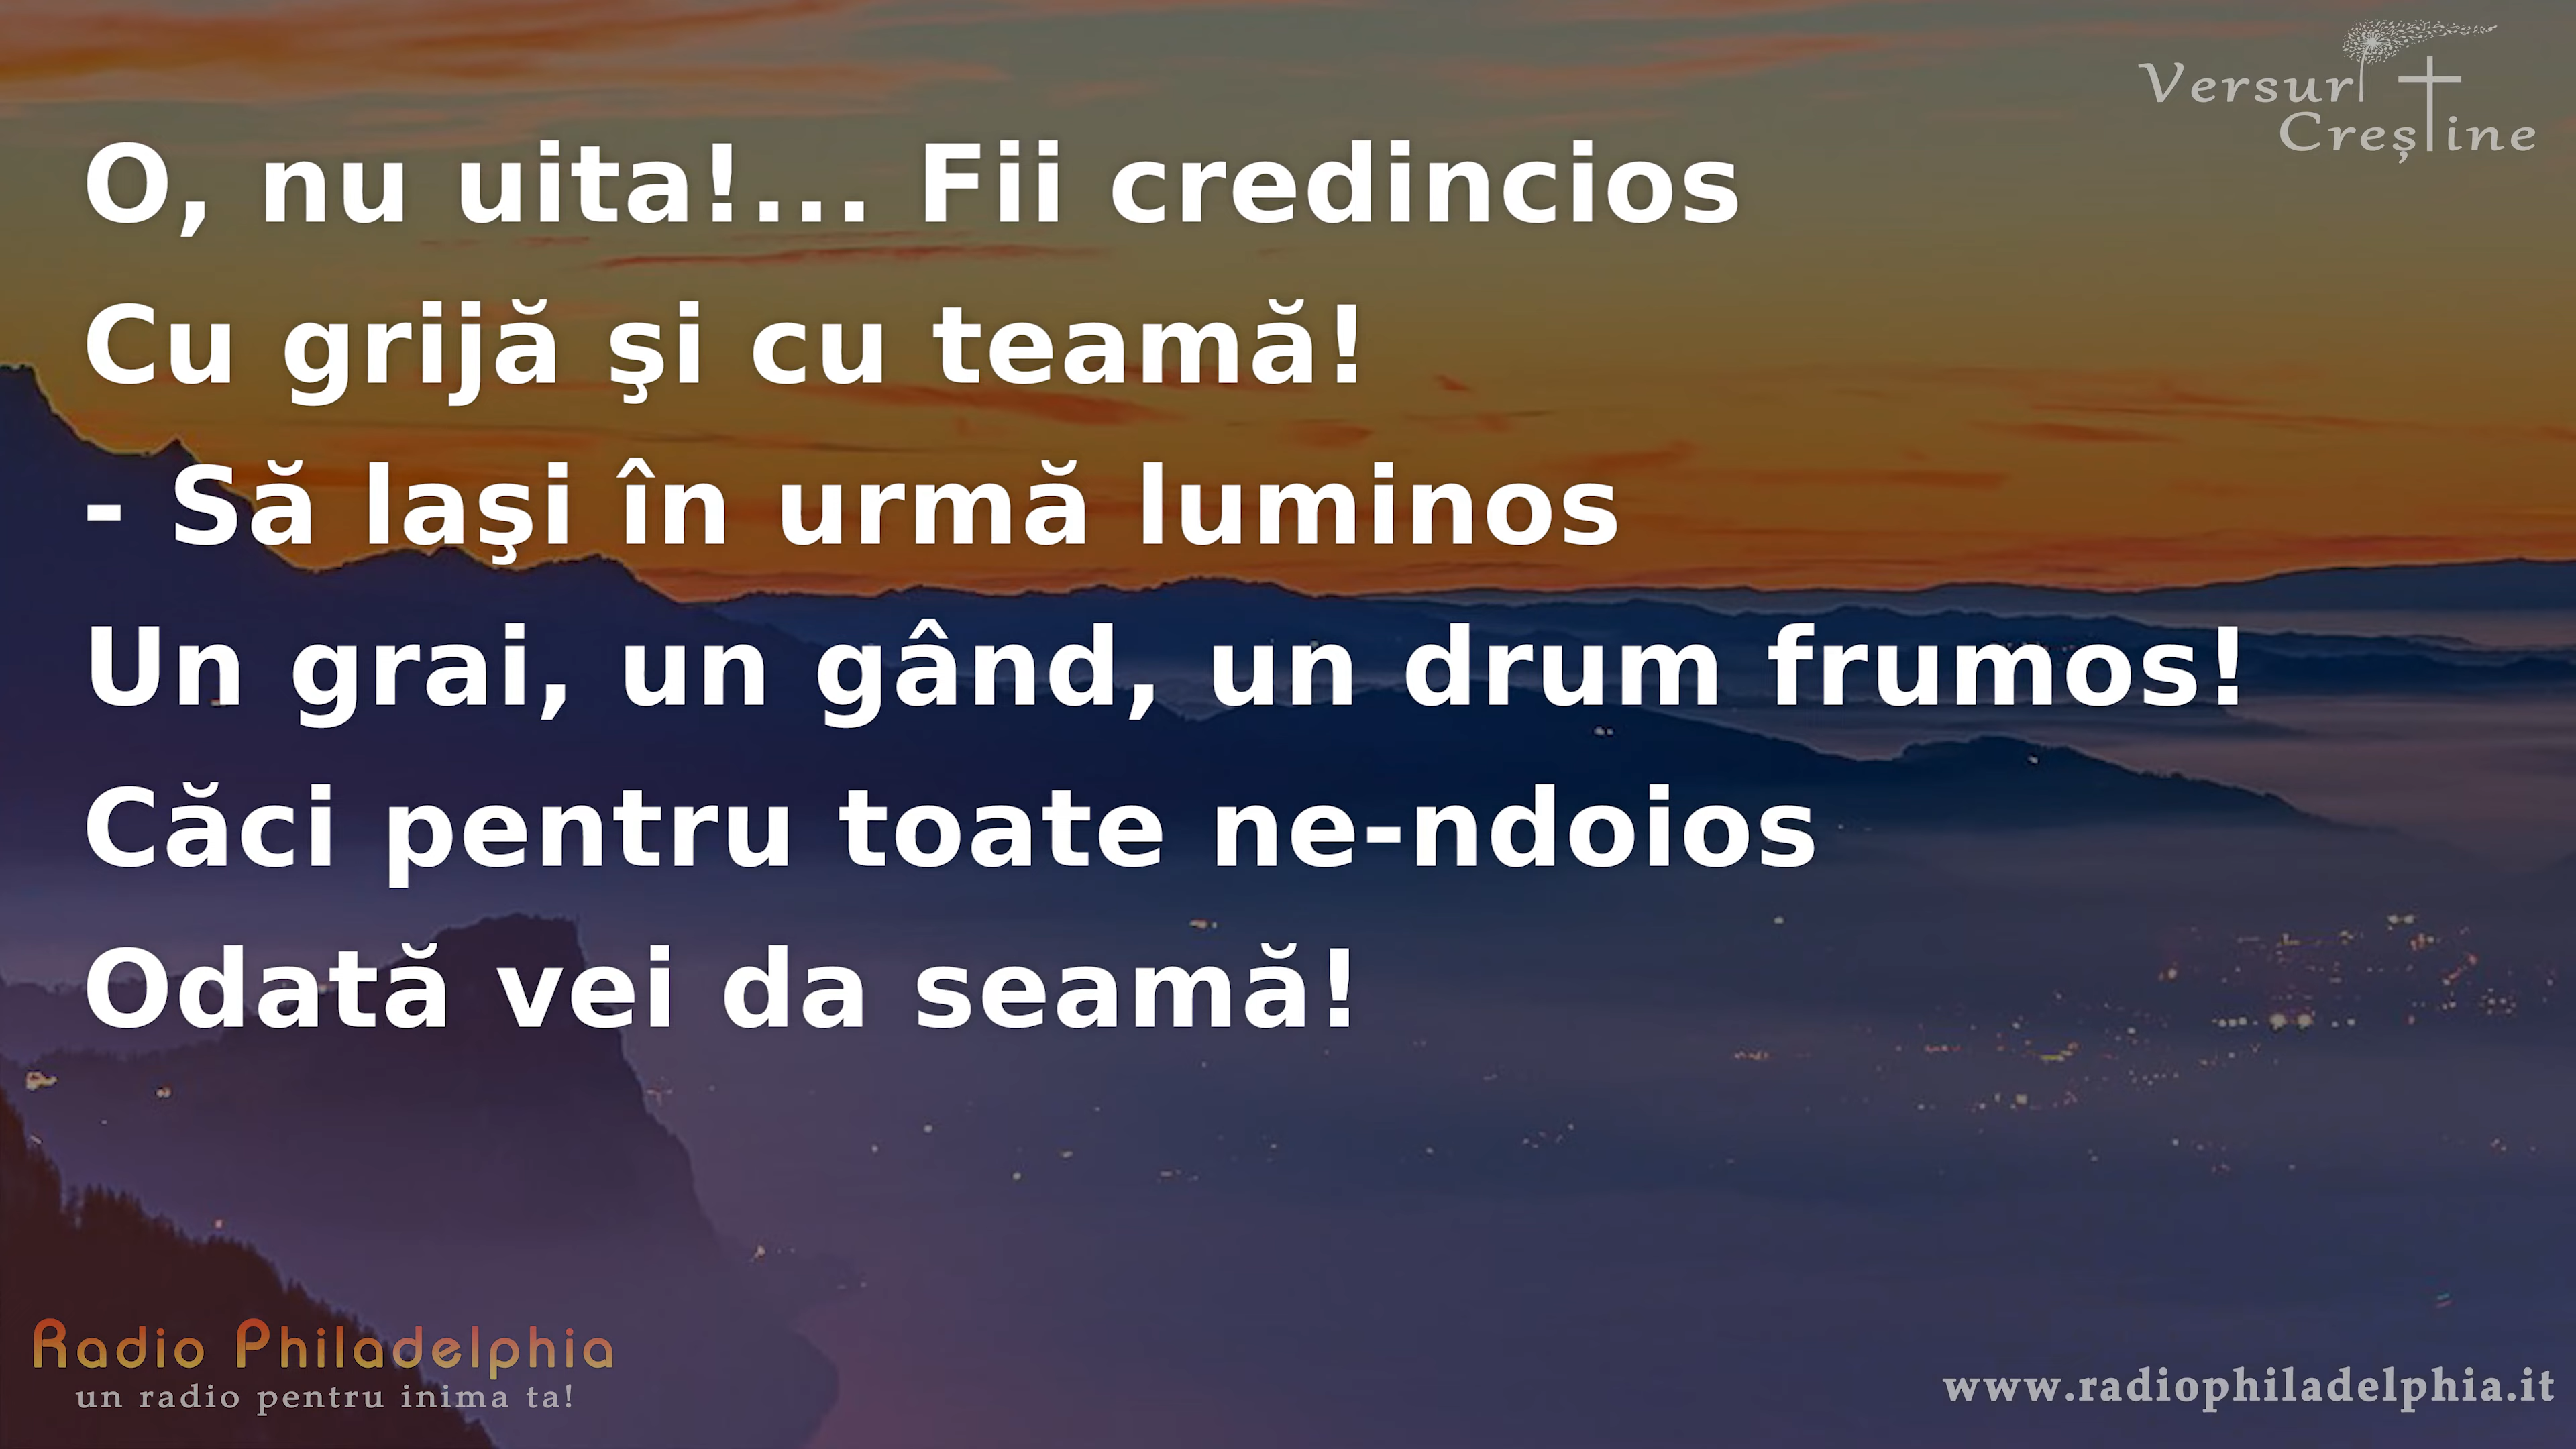 Versuri
Creștine
O, nu uita!... Fii credincios
Cu grijă şi cu teamă!
- Să laşi în urmă luminos
Un grai, un gând, un drum frumos!
Căci pentru toate ne-ndoios
Odată vei da seamă!
Radio Philadelphia
un radio pentru inima ta!
www.radiophiladelphia.it